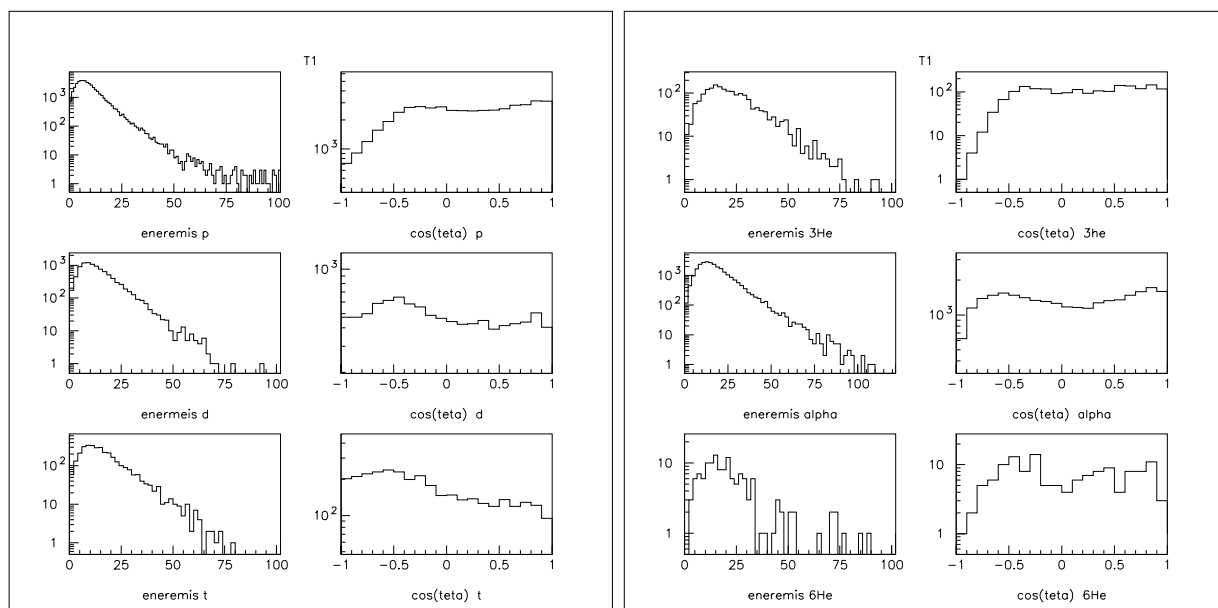 T1
10³
10²
10
1
0 25 50 75 100
eneremis p
10³
−1 −0.5 0 0.5 1
cos(teta) p
10³
10²
10
1
0 25 50 75 100
enermeis d
10³
−1 −0.5 0 0.5 1
cos(teta) d
10²
10
1
0 25 50 75 100
eneremis t
10²
−1 −0.5 0 0.5 1
cos(teta) t
T1
10²
10
1
0 25 50 75 100
eneremis 3He
10²
10
1
−1 −0.5 0 0.5 1
cos(teta) 3he
10³
10²
10
1
0 25 50 75 100
eneremis alpha
10³
−1 −0.5 0 0.5 1
cos(teta) alpha
10
1
0 25 50 75 100
eneremis 6He
10
1
−1 −0.5 0 0.5 1
cos(teta) 6He